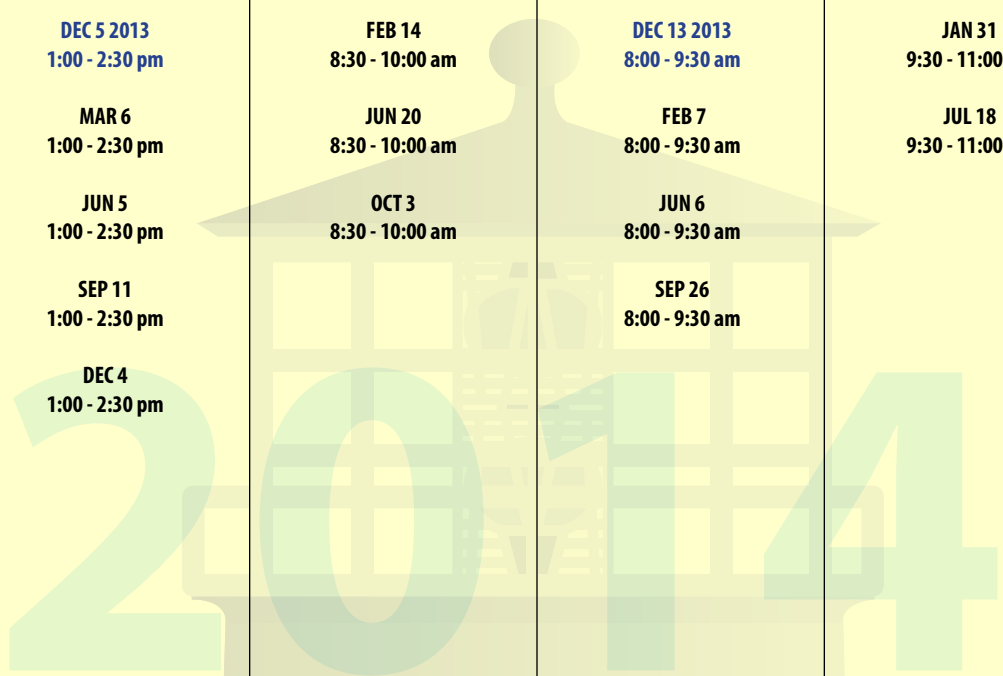 DEC 5 2013
1:00 - 2:30 pm
MAR 6
1:00 - 2:30 pm
JUN 5
1:00 - 2:30 pm
SEP 11
1:00 - 2:30 pm
DEC 4
1:00 - 2:30 pm
FEB 14
8:30 - 10:00 am
JUN 20
8:30 - 10:00 am
OCT 3
8:30 - 10:00 am
DEC 13 2013
8:00 - 9:30 am
FEB 7
8:00 - 9:30 am
JUN 6
8:00 - 9:30 am
SEP 26
8:00 - 9:30 am
JAN 31
9:30 - 11:00
JUL 18
9:30 - 11:00
2014